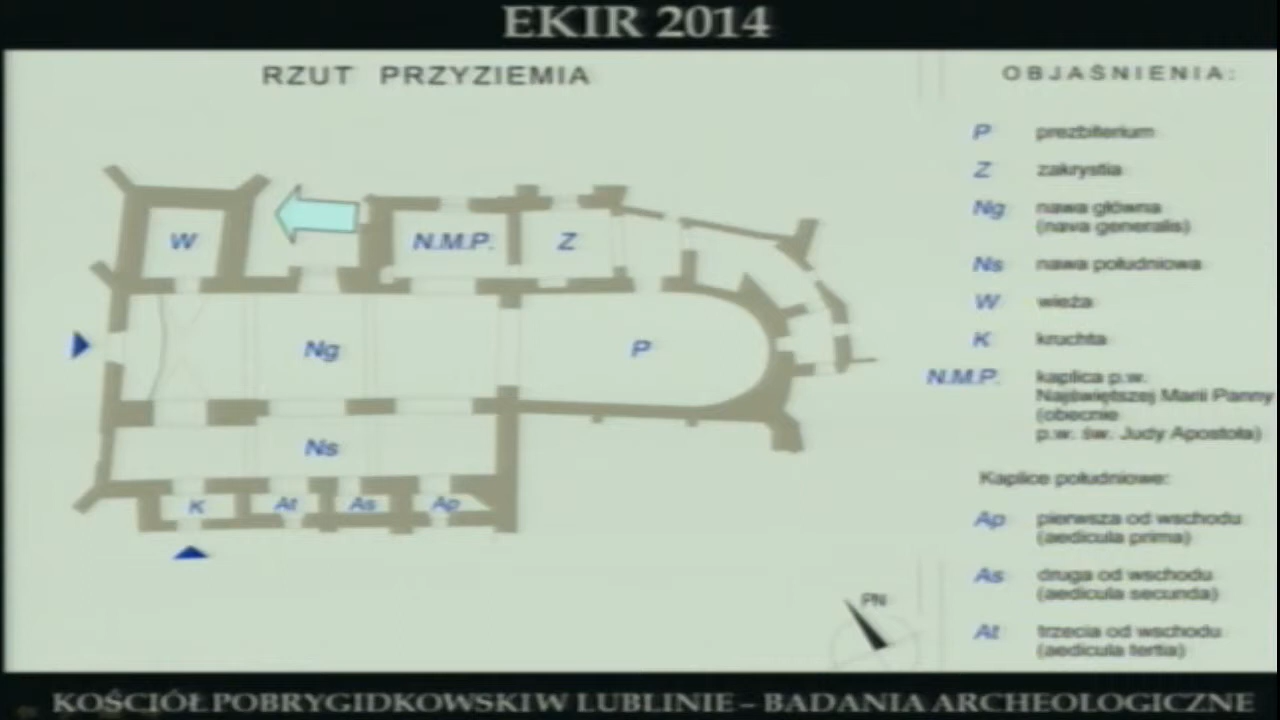 EKIR 2014
RZUT PRZYZIEMIA
OBJAŚNIENIA:
P prezbiterium
Z zakrystia
Ng nawa główna
(nava generalis)
Ns nawa południowa
W wieża
K kruchta
N.M.P. kaplica p.w.
Najświętszej Marii Panny
(obecnie
p.w. św. Judy Apostoła)
Kaplice południowe:
Ap pierwsza od wschodu
(aedicula prima)
As druga od wschodu
(aedicula secunda)
At trzecia od wschodu
(aedicula tertia)
W
N.M.P.
Z
Ng
P
Ns
K
At
As
Ap
PN
KOŚCIÓŁ POBRYGIDKOWSKI W LUBLINIE – BADANIA ARCHEOLOGICZNE